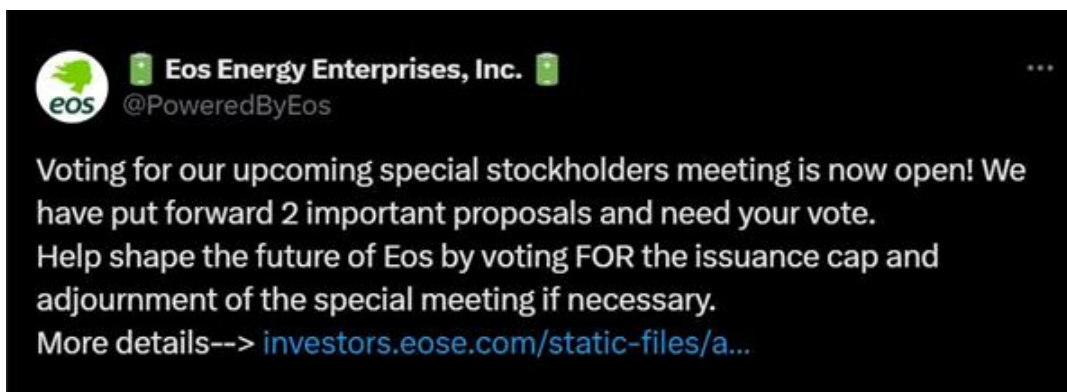 eos
🔋 Eos Energy Enterprises, Inc. 🔋
@PoweredByEos
Voting for our upcoming special stockholders meeting is now open! We
have put forward 2 important proposals and need your vote.
Help shape the future of Eos by voting FOR the issuance cap and
adjournment of the special meeting if necessary.
More details--> investors.eose.com/static-files/a...